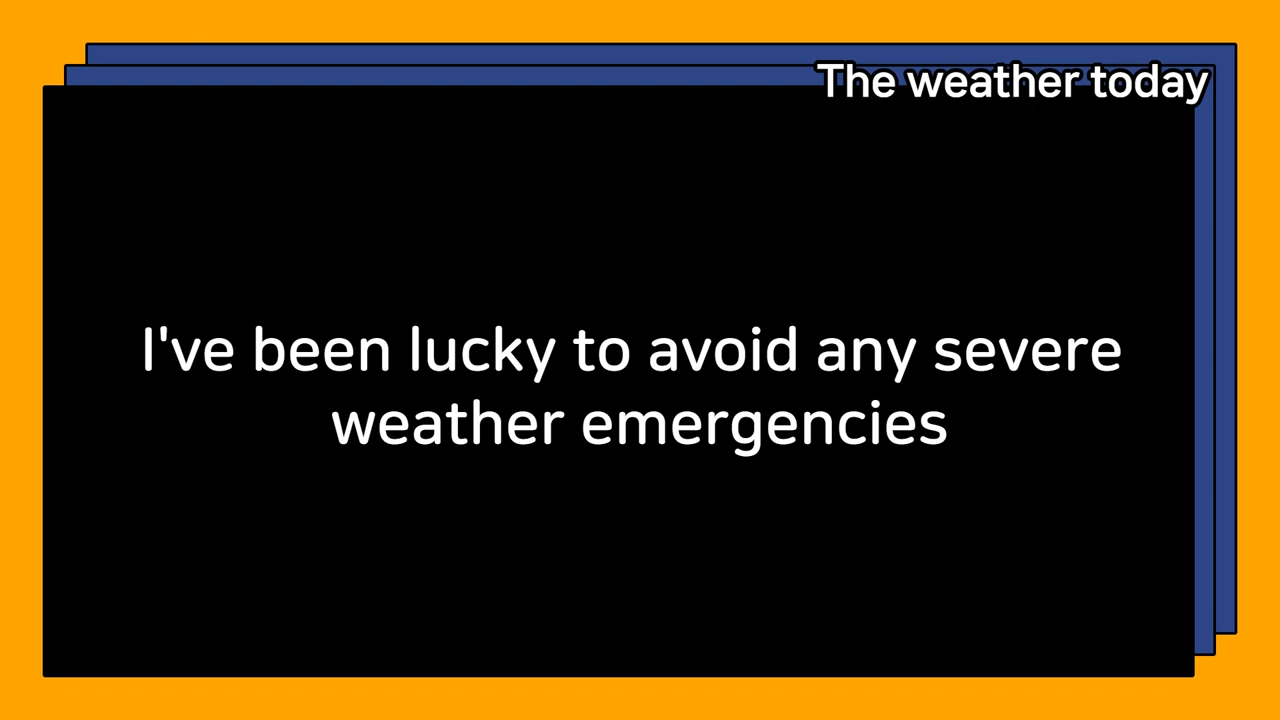 The weather today
I've been lucky to avoid any severe
weather emergencies